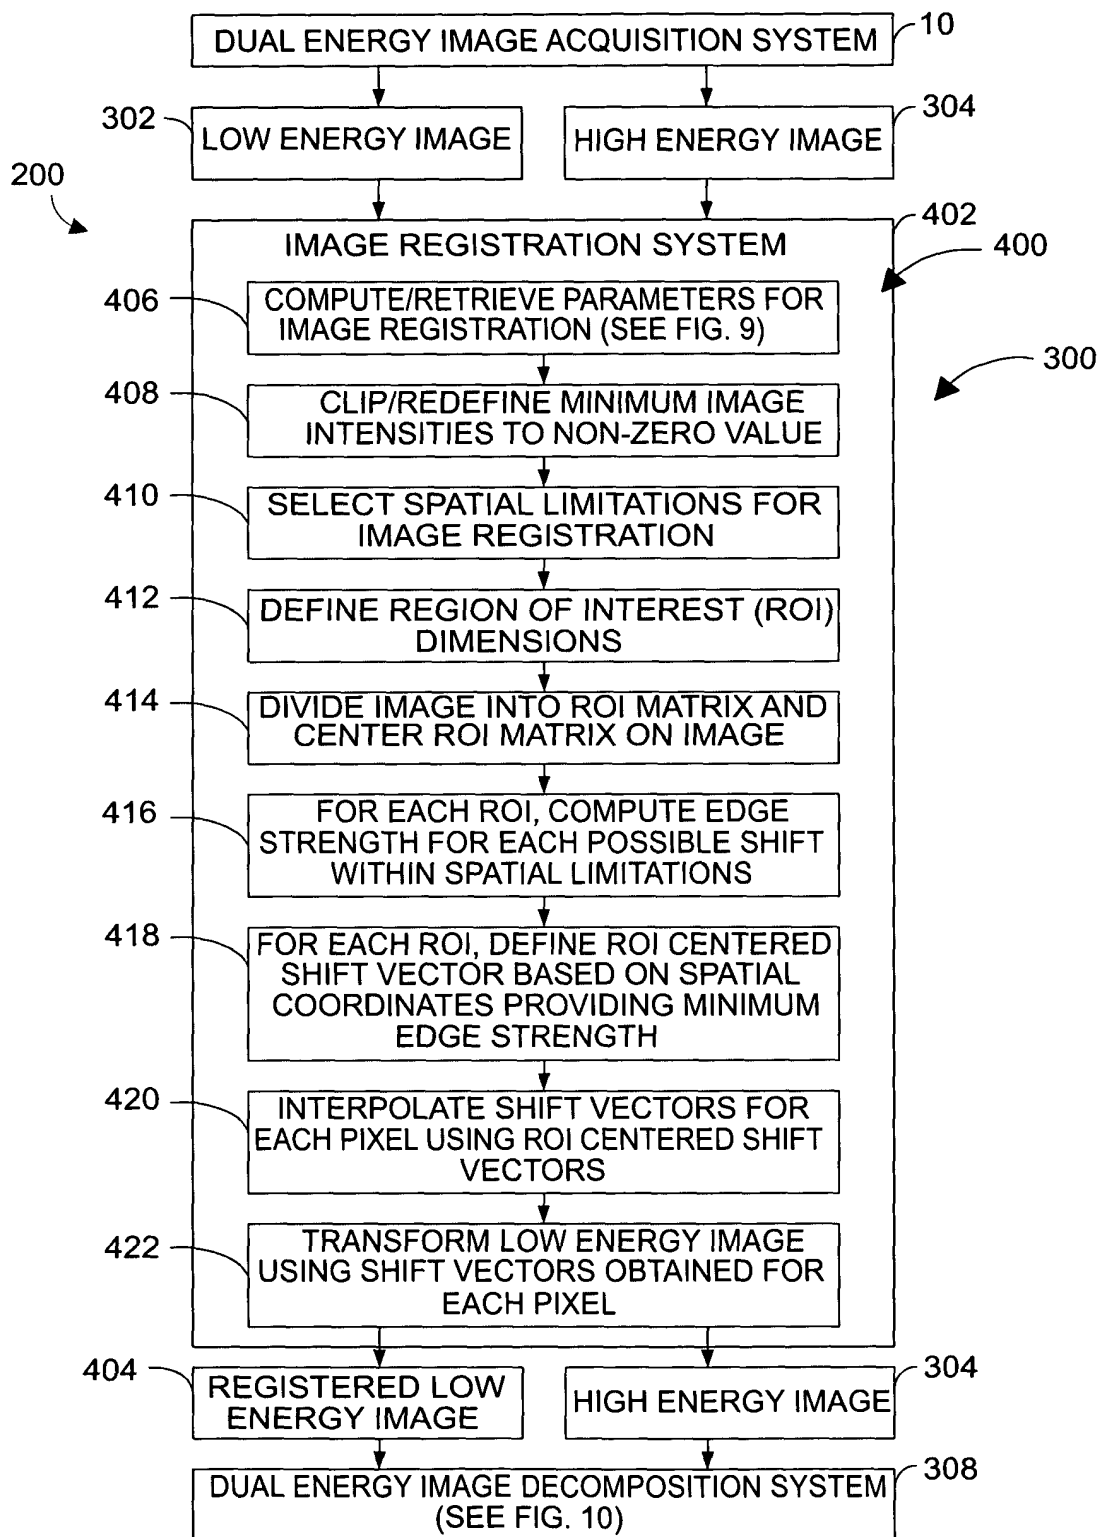 DUAL ENERGY IMAGE ACQUISITION SYSTEM
10
302
LOW ENERGY IMAGE
HIGH ENERGY IMAGE
304
200
402
IMAGE REGISTRATION SYSTEM
400
300
406
COMPUTE/RETRIEVE PARAMETERS FOR
IMAGE REGISTRATION (SEE FIG. 9)
408
CLIP/REDEFINE MINIMUM IMAGE
INTENSITIES TO NON-ZERO VALUE
410
SELECT SPATIAL LIMITATIONS FOR
IMAGE REGISTRATION
412
DEFINE REGION OF INTEREST (ROI)
DIMENSIONS
414
DIVIDE IMAGE INTO ROI MATRIX AND
CENTER ROI MATRIX ON IMAGE
416
FOR EACH ROI, COMPUTE EDGE
STRENGTH FOR EACH POSSIBLE SHIFT
WITHIN SPATIAL LIMITATIONS
418
FOR EACH ROI, DEFINE ROI CENTERED
SHIFT VECTOR BASED ON SPATIAL
COORDINATES PROVIDING MINIMUM
EDGE STRENGTH
420
INTERPOLATE SHIFT VECTORS FOR
EACH PIXEL USING ROI CENTERED SHIFT
VECTORS
422
TRANSFORM LOW ENERGY IMAGE
USING SHIFT VECTORS OBTAINED FOR
EACH PIXEL
404
REGISTERED LOW
ENERGY IMAGE
HIGH ENERGY IMAGE
304
DUAL ENERGY IMAGE DECOMPOSITION SYSTEM
(SEE FIG. 10)
308